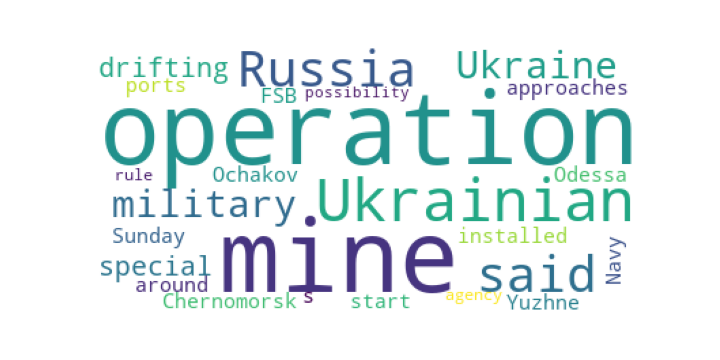 drifting Russia Ukraine
ports FSB possibility approaches
operation
rule Ochakov Odessa
military Ukrainian
Sunday mine installed Navy
special said
around
Chernomorsk s start agency Yuzhne